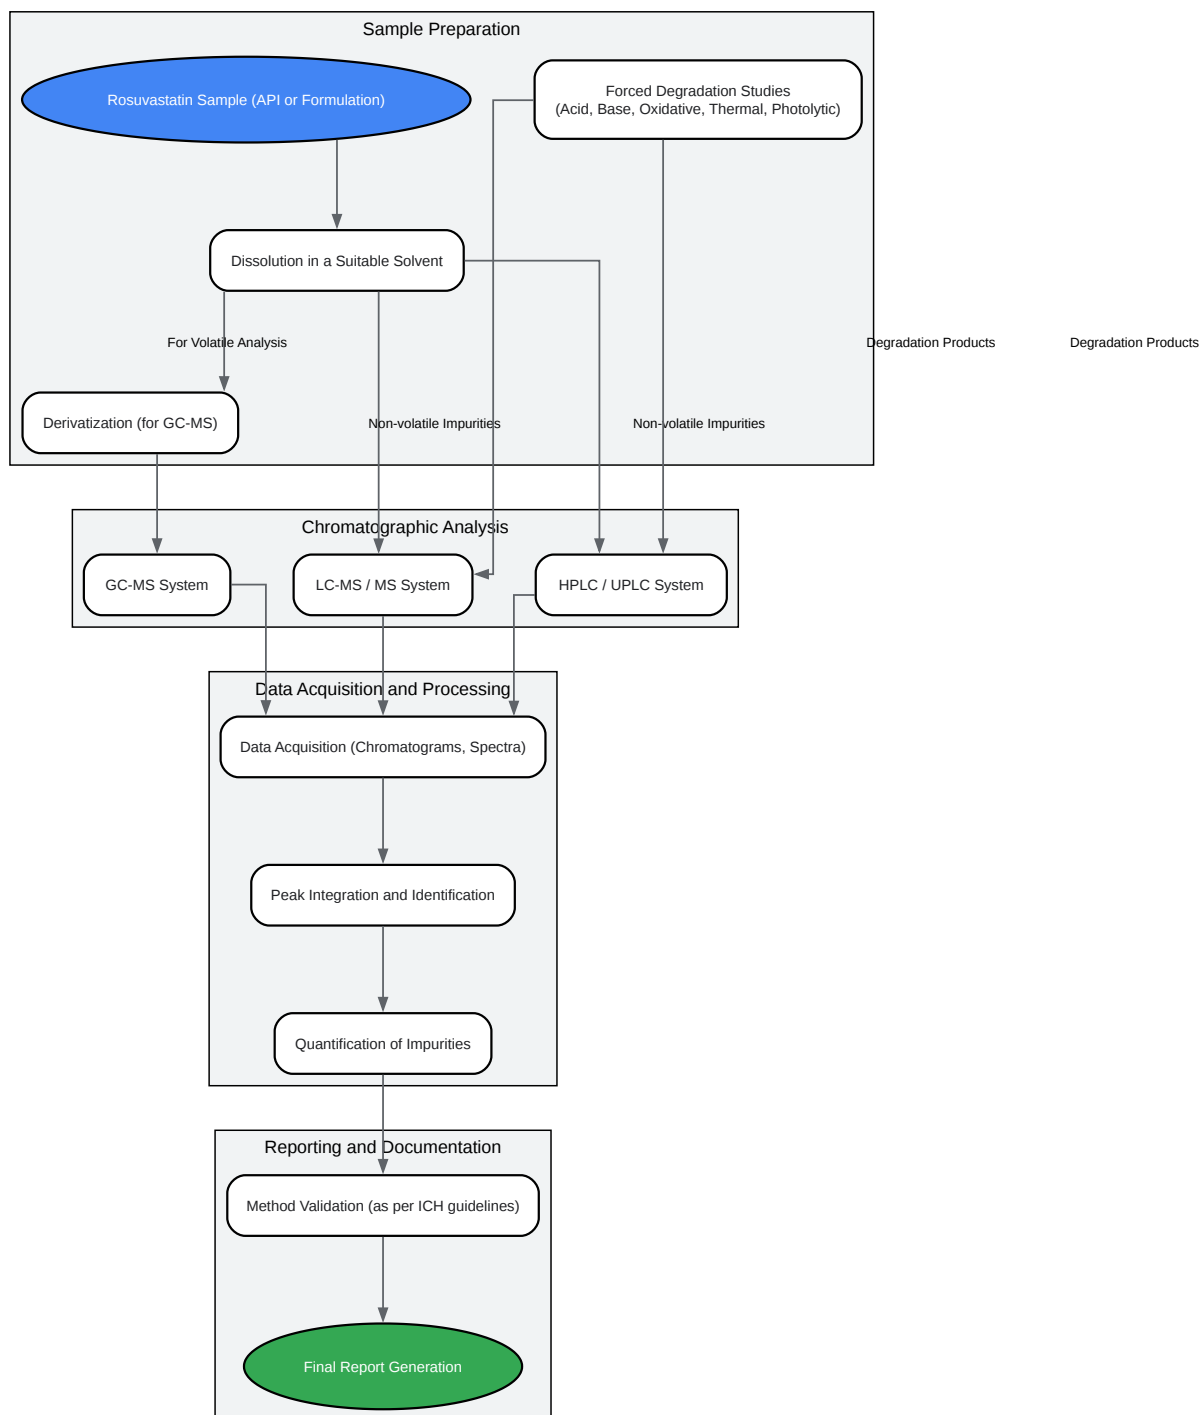 Sample Preparation
Rosuvastatin Sample (API or Formulation)
Forced Degradation Studies
(Acid, Base, Oxidative, Thermal, Photolytic)
Dissolution in a Suitable Solvent
For Volatile Analysis
Degradation Products
Degradation Products
Derivatization (for GC-MS)
Non-volatile Impurities
Non-volatile Impurities
Chromatographic Analysis
GC-MS System
LC-MS / MS System
HPLC / UPLC System
Data Acquisition and Processing
Data Acquisition (Chromatograms, Spectra)
Peak Integration and Identification
Quantification of Impurities
Reporting and Documentation
Method Validation (as per ICH guidelines)
Final Report Generation